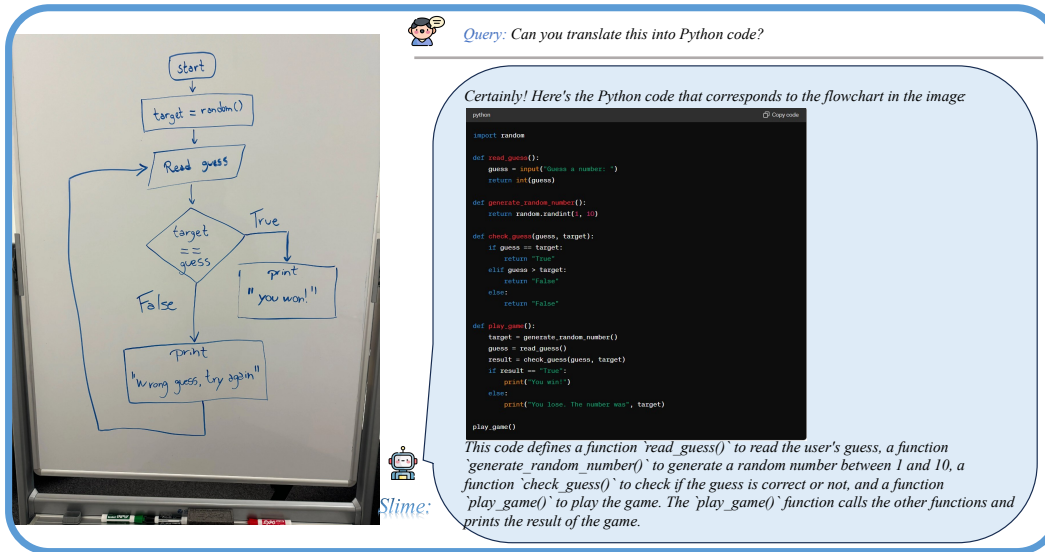 start
target = random()
Read guess
target
==
guess
True
print
"you won!"
False
print
"Wrong guess, try again"
EXPO
Query: Can you translate this into Python code?
Certainly! Here's the Python code that corresponds to the flowchart in the image:
python
Copy code
import random
def read_guess():
guess = input("Guess a number: ")
return int(guess)
def generate_random_number():
return random.randint(1, 10)
def check_guess(guess, target):
if guess == target:
return "True"
elif guess > target:
return "False"
else:
return "False"
def play_game():
target = generate_random_number()
guess = read_guess()
result = check_guess(guess, target)
if result == "True":
print("You win!")
else:
print("You lose. The number was", target)
play_game()
This code defines a function `read_guess()` to read the user's guess, a function
`generate_random_number()` to generate a random number between 1 and 10, a
function `check_guess()` to check if the guess is correct or not, and a function
`play_game()` to play the game. The `play_game()` function calls the other functions and
prints the result of the game.
Slime: